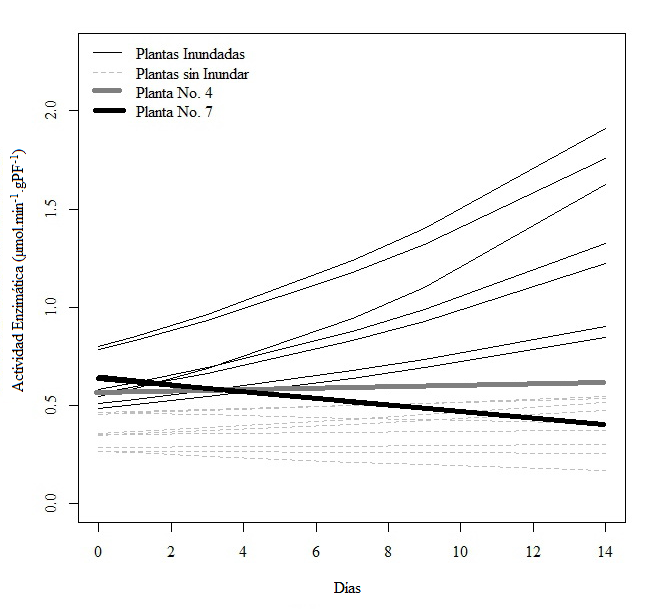 Plantas Inundadas
Plantas sin Inundar
Planta No. 4
Planta No. 7
Actividad Enzimática (µmol.min⁻¹.gPF⁻¹)
2.0
1.5
1.0
0.5
0.0
0 2 4 6 8 10 12 14
Dias